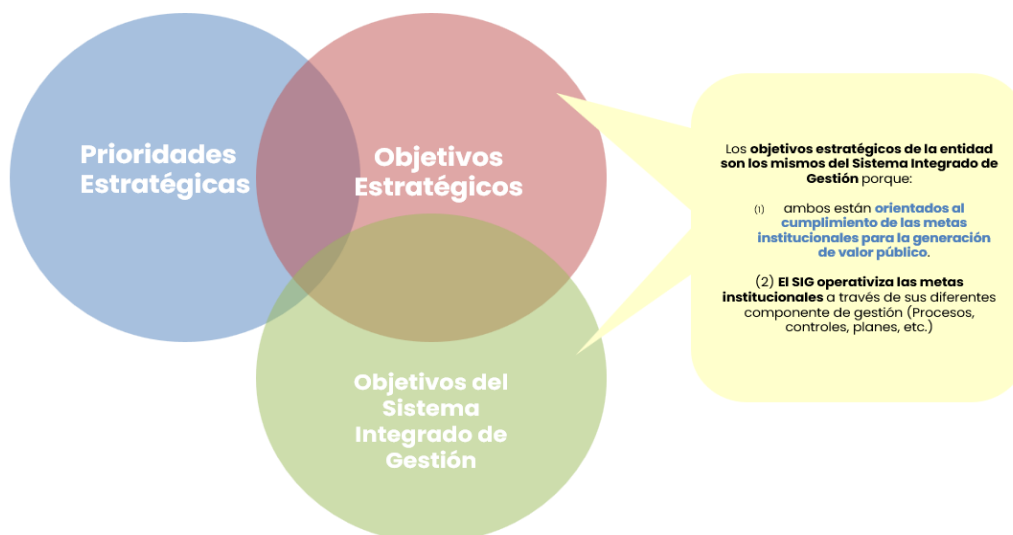 Prioridades
Estratégicas
Objetivos
Estratégicos
Objetivos del
Sistema
Integrado de
Gestión
Los objetivos estratégicos de la entidad
son los mismos del Sistema Integrado de
Gestión porque:
(1) ambos están orientados al
cumplimiento de las metas
institucionales para la generación
de valor público.
(2) El SIG operativiza las metas
institucionales a través de sus diferentes
componente de gestión (Procesos,
controles, planes, etc.)